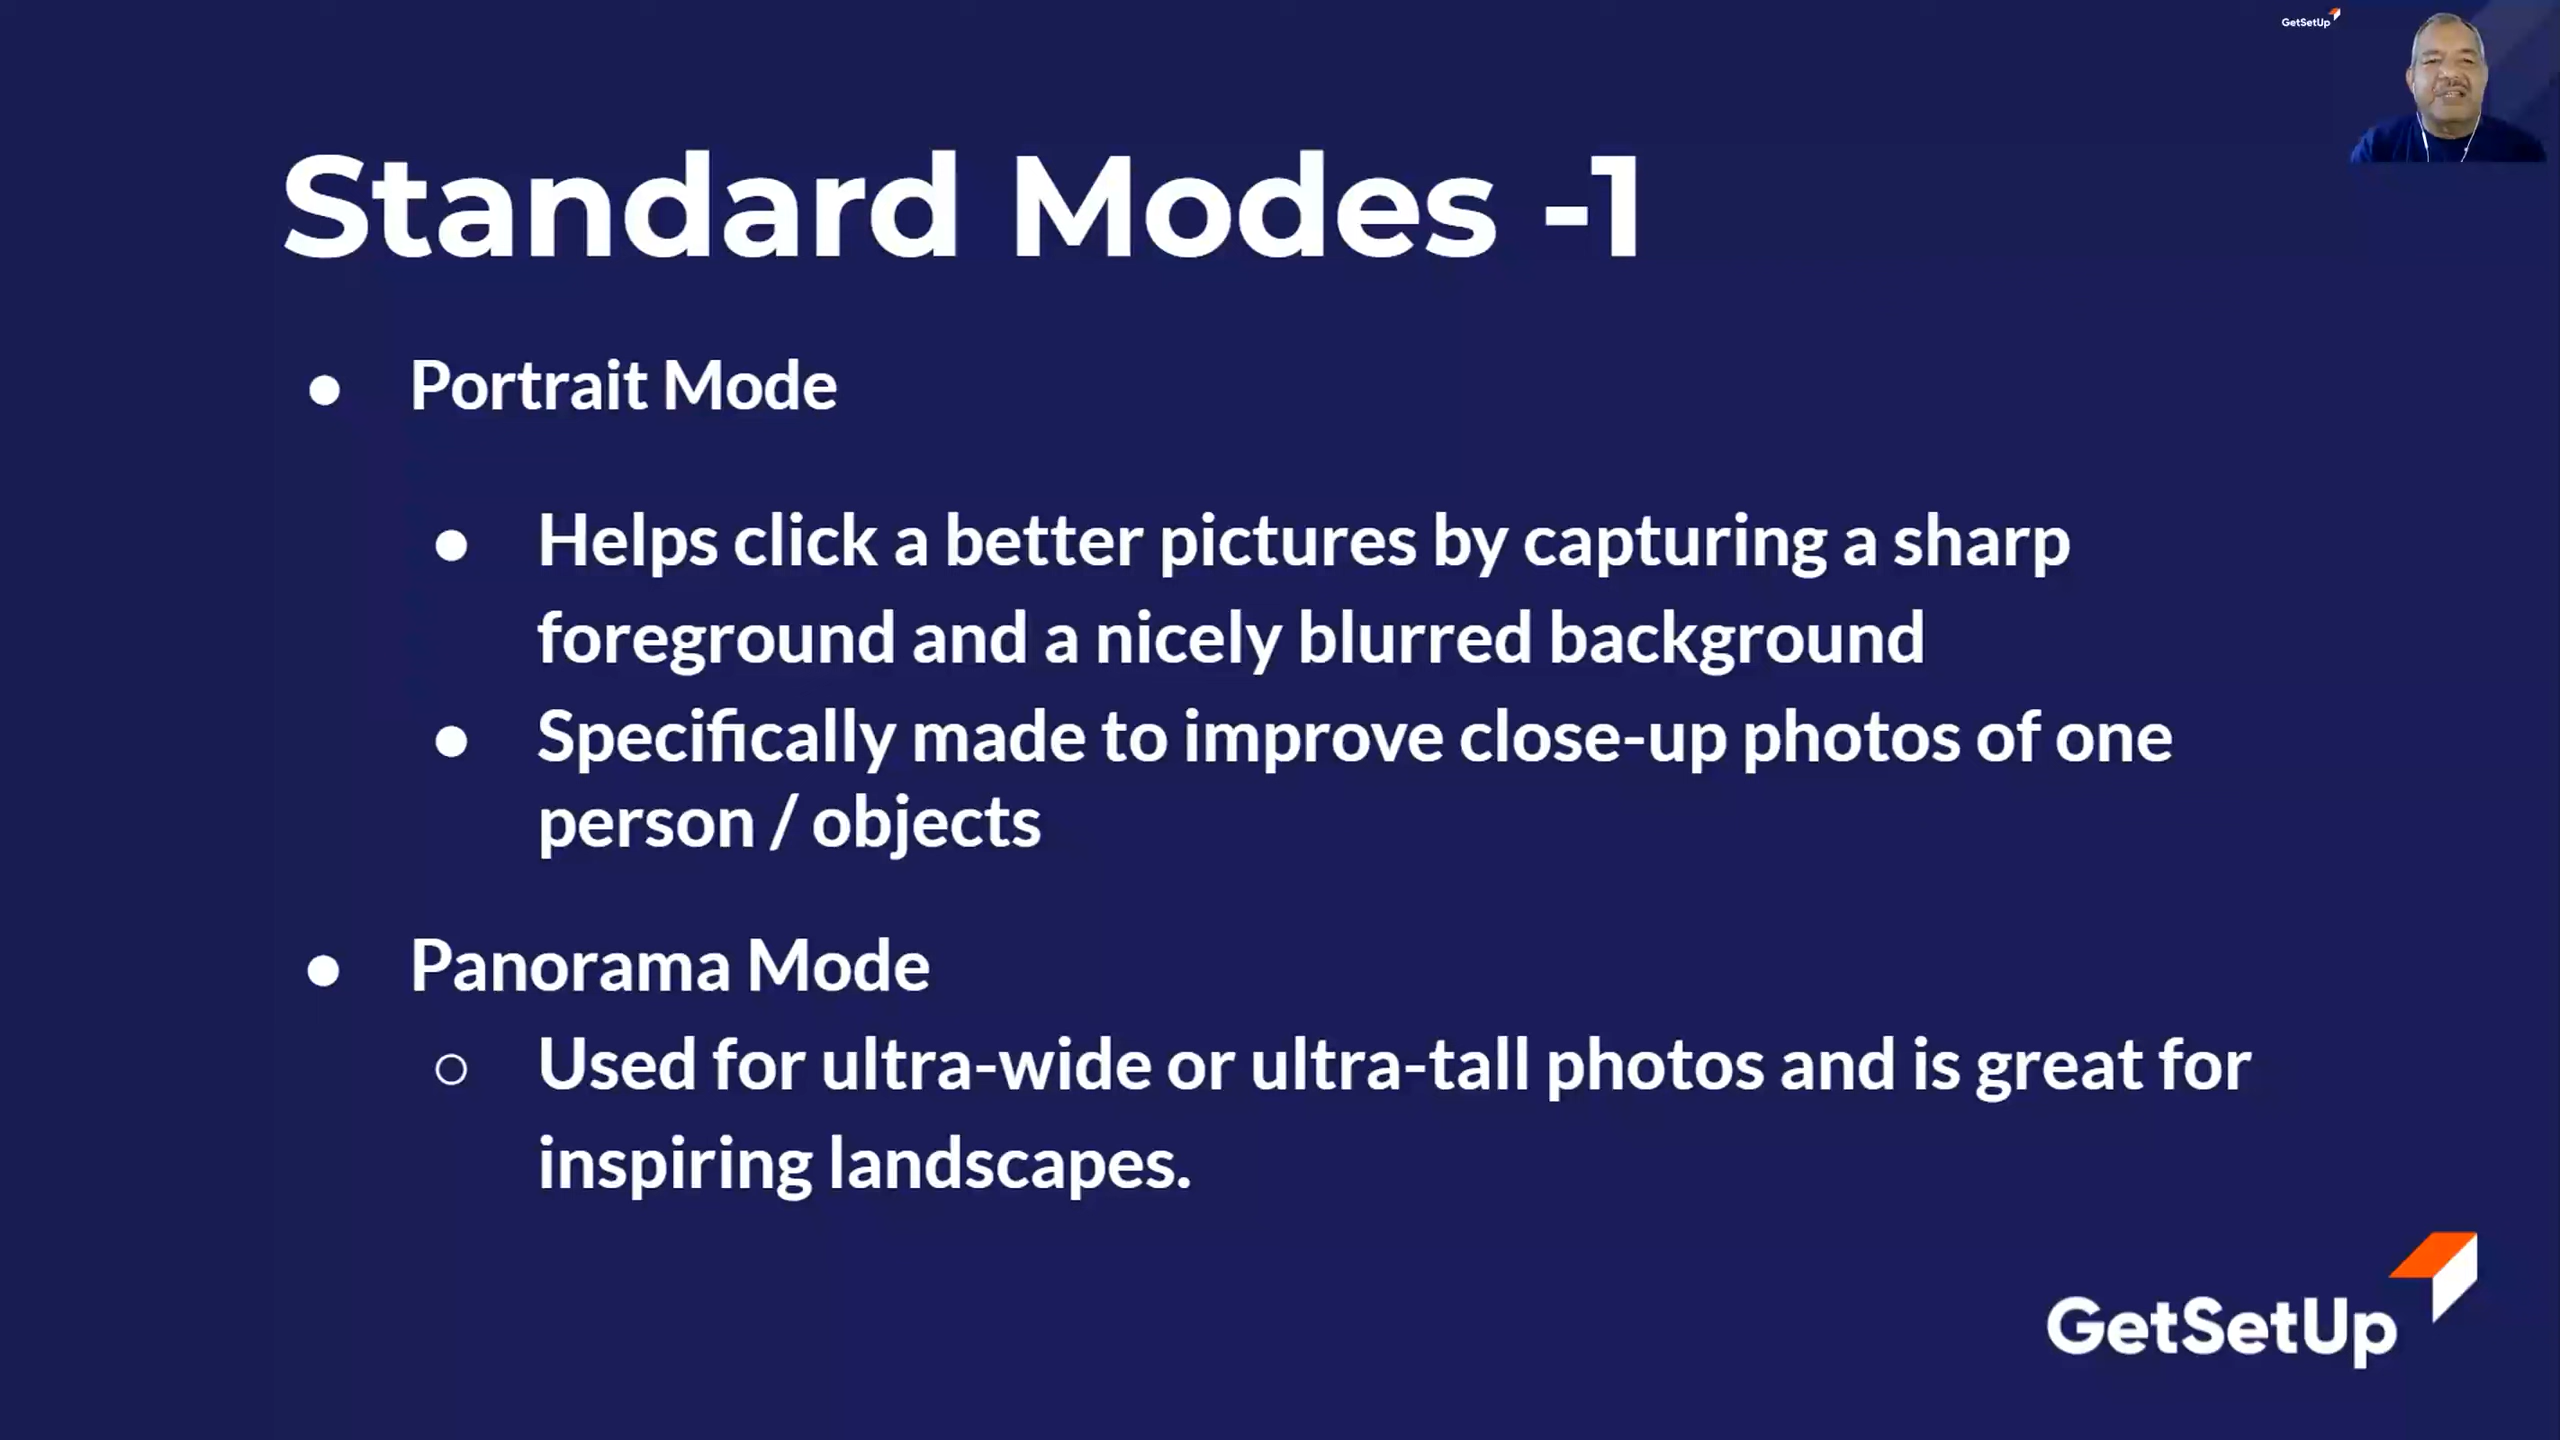 GetSetUp
Standard Modes -1
● Portrait Mode
● Helps click a better pictures by capturing a sharp
foreground and a nicely blurred background
● Specifically made to improve close-up photos of one
person / objects
● Panorama Mode
○ Used for ultra-wide or ultra-tall photos and is great for
inspiring landscapes.
GetSetUp